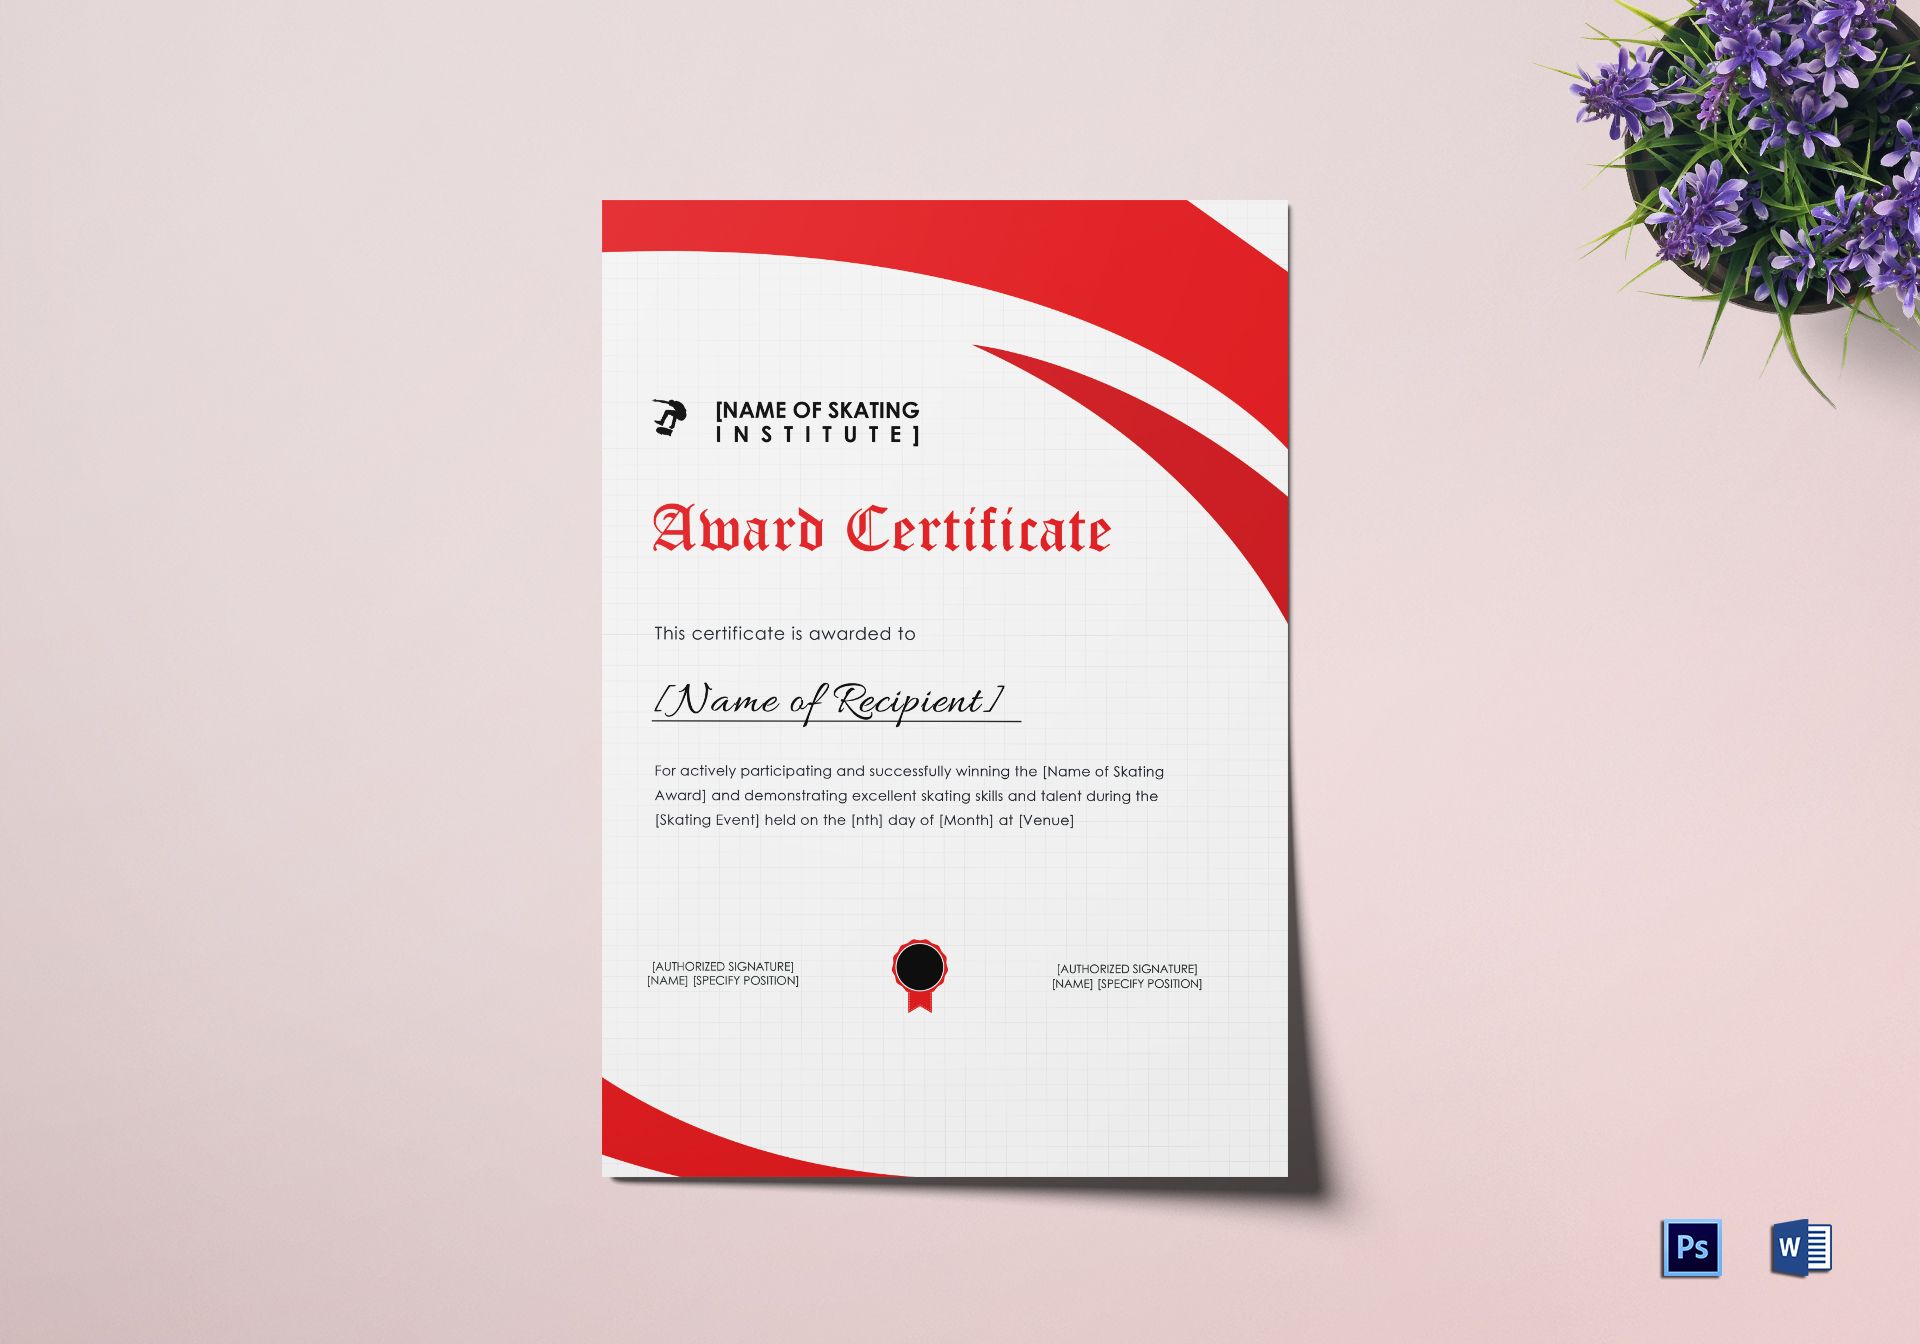 [NAME OF SKATING
INSTITUTE]
Award Certificate
This certificate is awarded to
[Name of Recipient]
For actively participating and successfully winning the [Name of Skating
Award] and demonstrating excellent skating skills and talent during the
[Skating Event] held on the [nth] day of [Month] at [Venue]
[AUTHORIZED SIGNATURE]
[NAME] [SPECIFY POSITION]
[AUTHORIZED SIGNATURE]
[NAME] [SPECIFY POSITION]
Ps
W